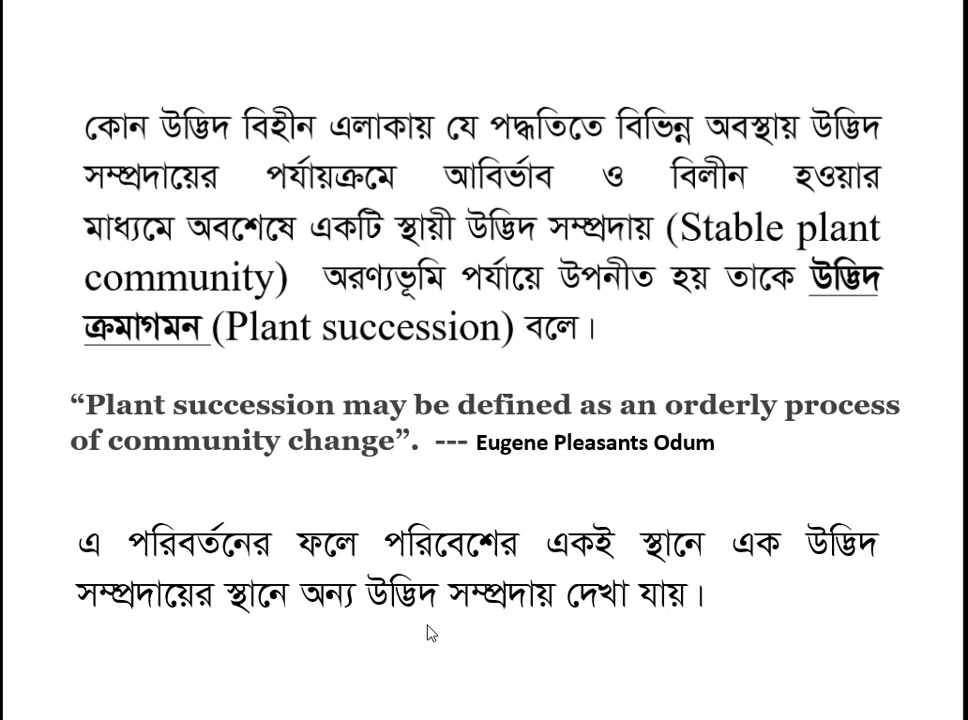 কোন উদ্ভিদ বিহীন এলাকায় যে পদ্ধতিতে বিভিন্ন অবস্থায় উদ্ভিদ
সম্প্রদায়ের পর্যায়ক্রমে আবির্ভাব ও বিলীন হওয়ার
মাধ্যমে অবশেষে একটি স্থায়ী উদ্ভিদ সম্প্রদায় (Stable plant
community) অরণ্যভূমি পর্যায়ে উপনীত হয় তাকে উদ্ভিদ
ক্রমাগমন (Plant succession) বলে।
“Plant succession may be defined as an orderly process
of community change”. --- Eugene Pleasants Odum
এ পরিবর্তনের ফলে পরিবেশের একই স্থানে এক উদ্ভিদ
সম্প্রদায়ের স্থানে অন্য উদ্ভিদ সম্প্রদায় দেখা যায়।